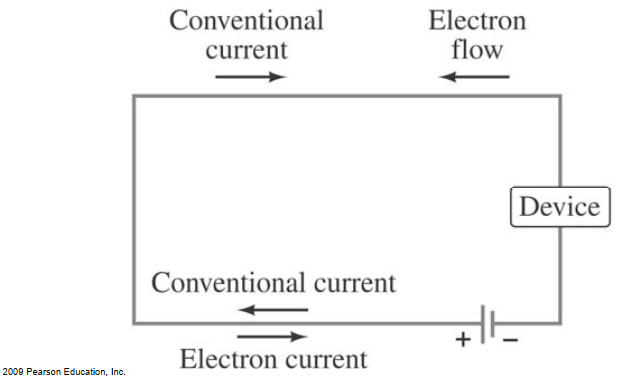 Conventional
current
Electron
flow
Device
Conventional current
+ −
Electron current
2009 Pearson Education, Inc.